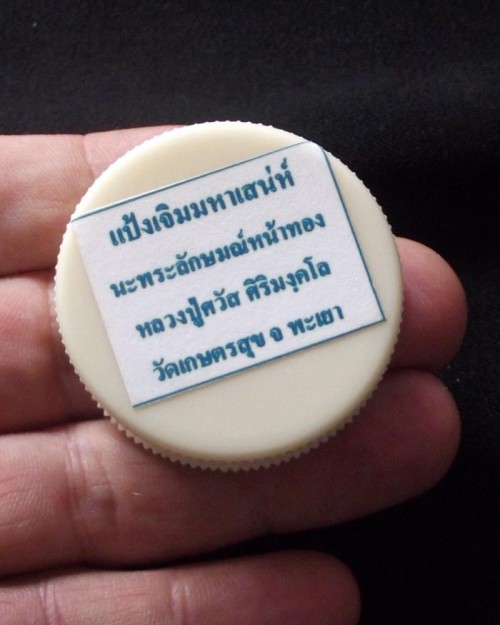 แป้งเจิมมหาเสน่ห์
นะพระลักษมณ์หน้าทอง
หลวงปู่ศวัส ศิริมงฺคโล
วัดเกษตรสุข จ พะเยา